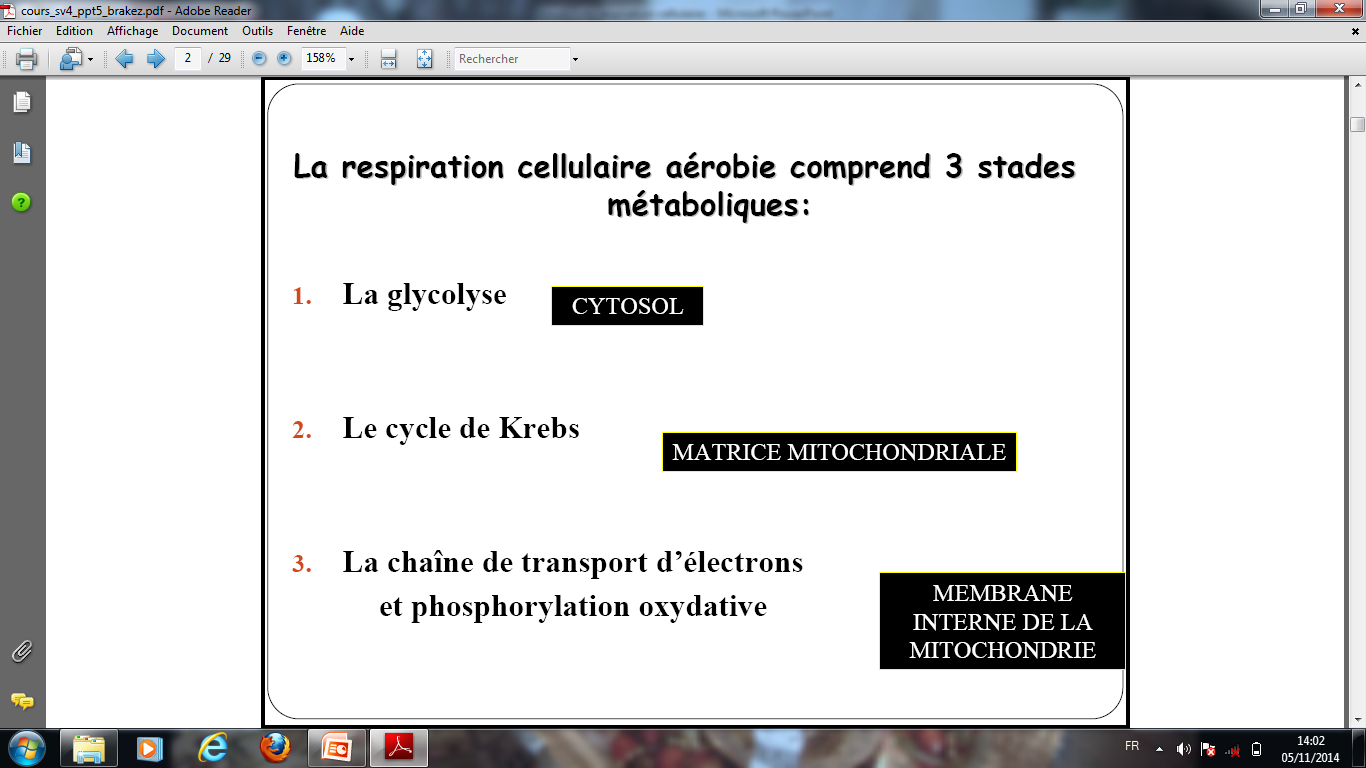 cours_sv4_ppt5_brakez.pdf - Adobe Reader
Fichier Edition Affichage Document Outils Fenêtre Aide
2 / 29 158% Rechercher
La respiration cellulaire aérobie comprend 3 stades
métaboliques:
1. La glycolyse
CYTOSOL
2. Le cycle de Krebs
MATRICE MITOCHONDRIALE
3. La chaîne de transport d’électrons
et phosphorylation oxydative
MEMBRANE
INTERNE DE LA
MITOCHONDRIE
FR
14:02
05/11/2014